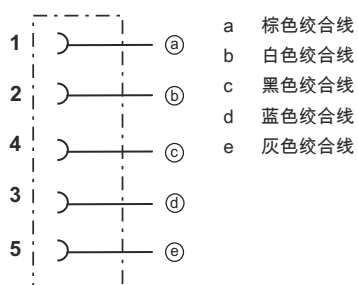 1 ⓐ
2 ⓑ
4 ⓒ
3 ⓓ
5 ⓔ
a 棕色绞合线
b 白色绞合线
c 黑色绞合线
d 蓝色绞合线
e 灰色绞合线